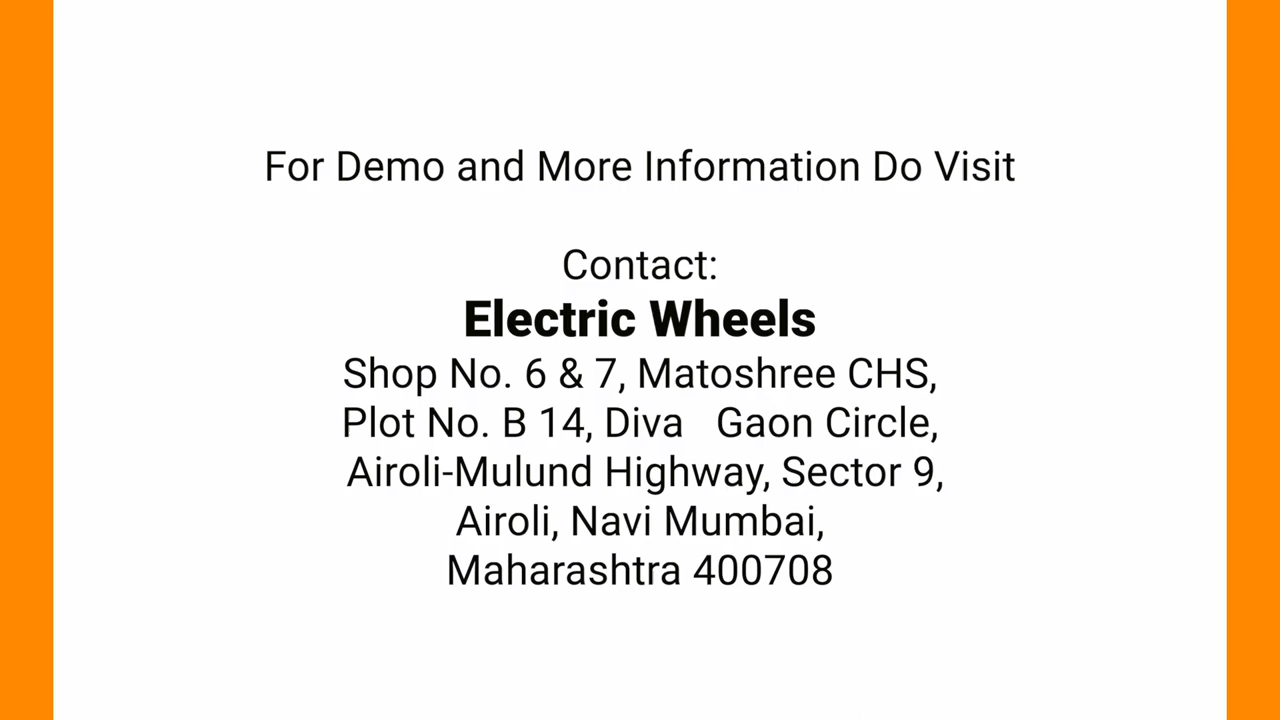 For Demo and More Information Do Visit
Contact:
Electric Wheels
Shop No. 6 & 7, Matoshree CHS,
Plot No. B 14, Diva   Gaon Circle,
Airoli-Mulund Highway, Sector 9,
Airoli, Navi Mumbai,
Maharashtra 400708